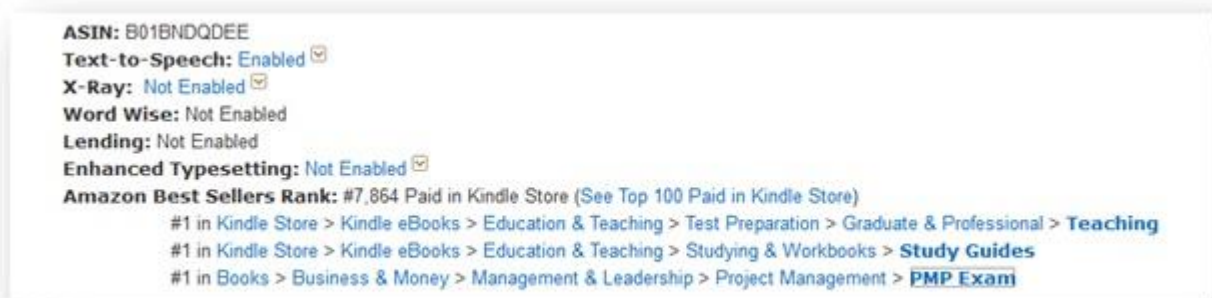 ASIN: B01BNDQDEE
Text-to-Speech: Enabled
X-Ray: Not Enabled
Word Wise: Not Enabled
Lending: Not Enabled
Enhanced Typesetting: Not Enabled
Amazon Best Sellers Rank: #7,864 Paid in Kindle Store (See Top 100 Paid in Kindle Store)
#1 in Kindle Store > Kindle eBooks > Education & Teaching > Test Preparation > Graduate & Professional > Teaching
#1 in Kindle Store > Kindle eBooks > Education & Teaching > Studying & Workbooks > Study Guides
#1 in Books > Business & Money > Management & Leadership > Project Management > PMP Exam